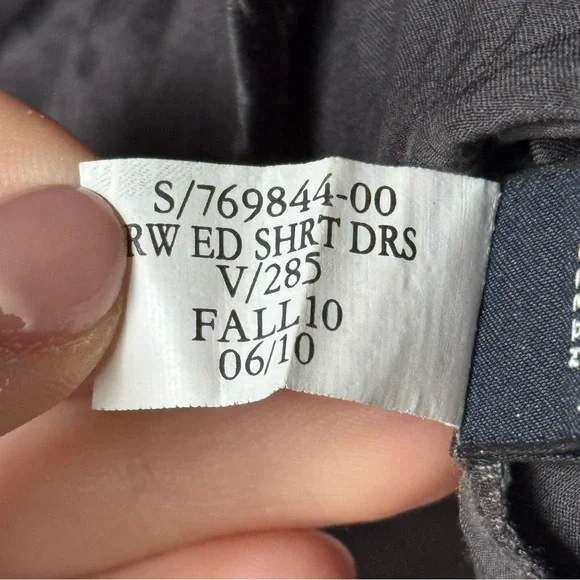 S/769844-00
RW ED SHRT DRS
V/285
FALL10
06/10